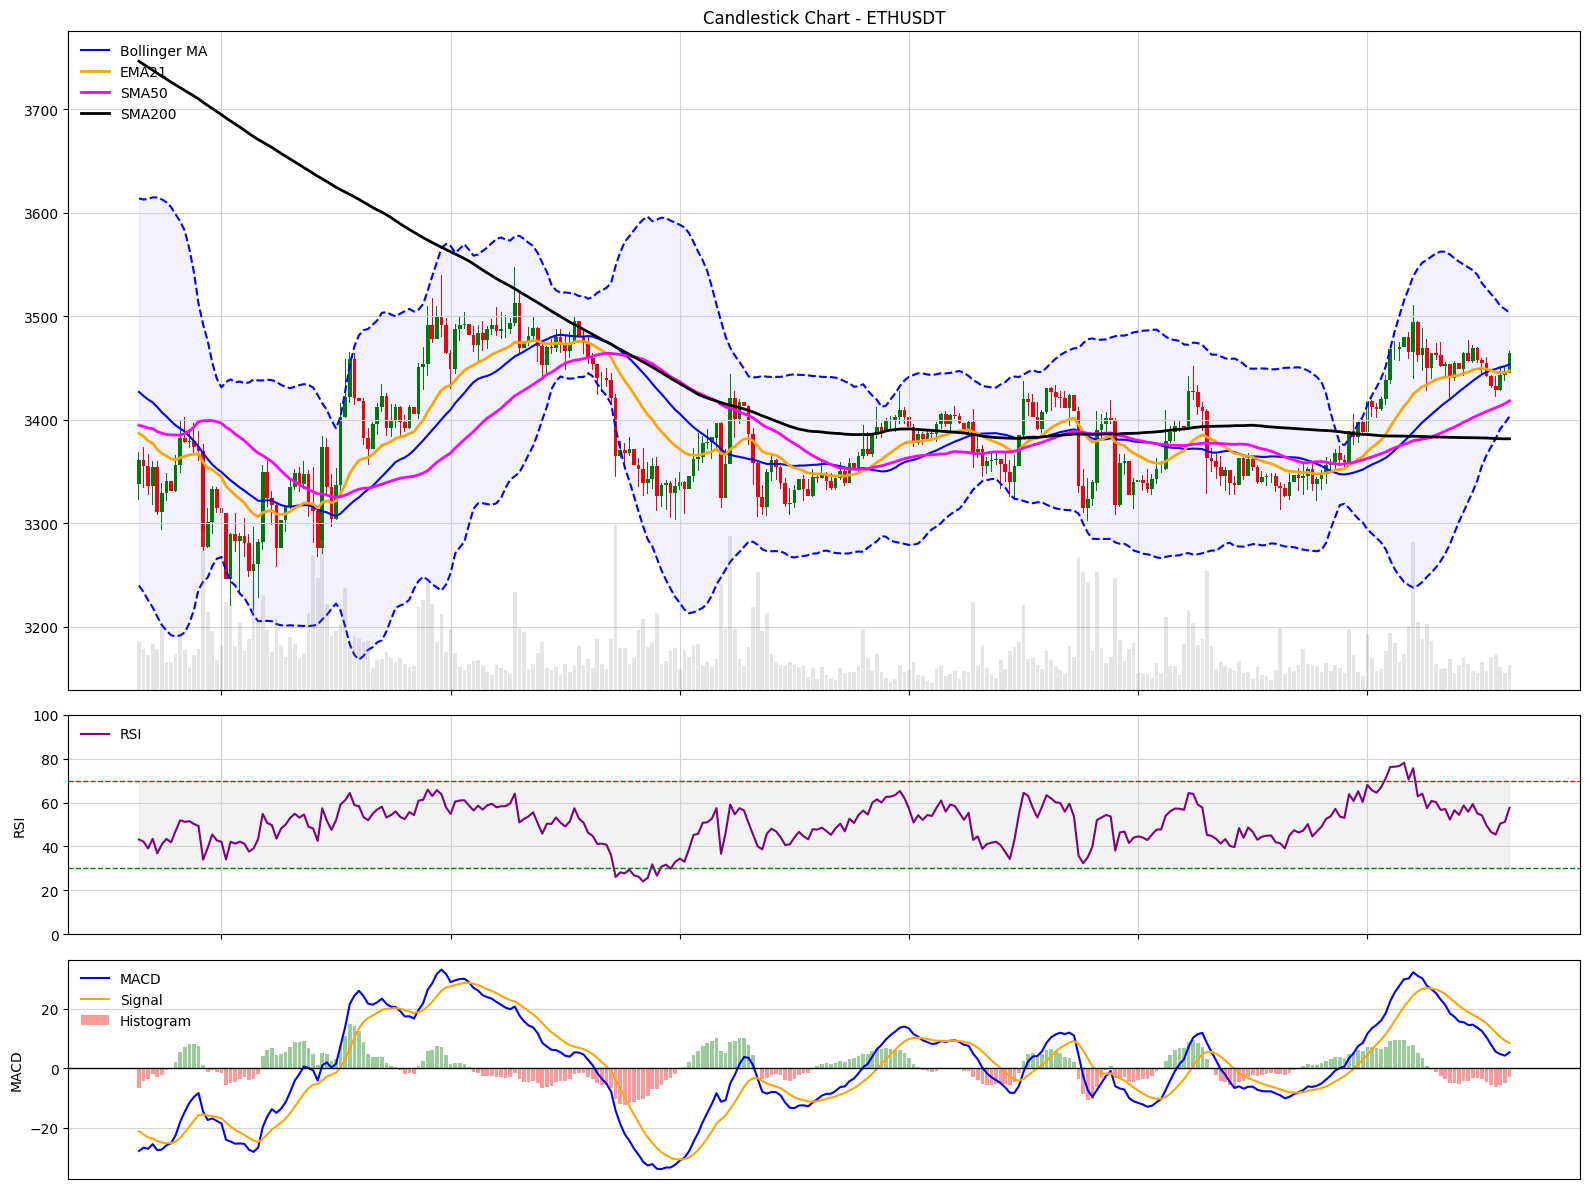 Candlestick Chart - ETHUSDT
Bollinger MA
EMA21
SMA50
SMA200
3700
3600
3500
3400
3300
3200
RSI
100
80
60
40
20
0
RSI
MACD
Signal
Histogram
20
0
−20
MACD